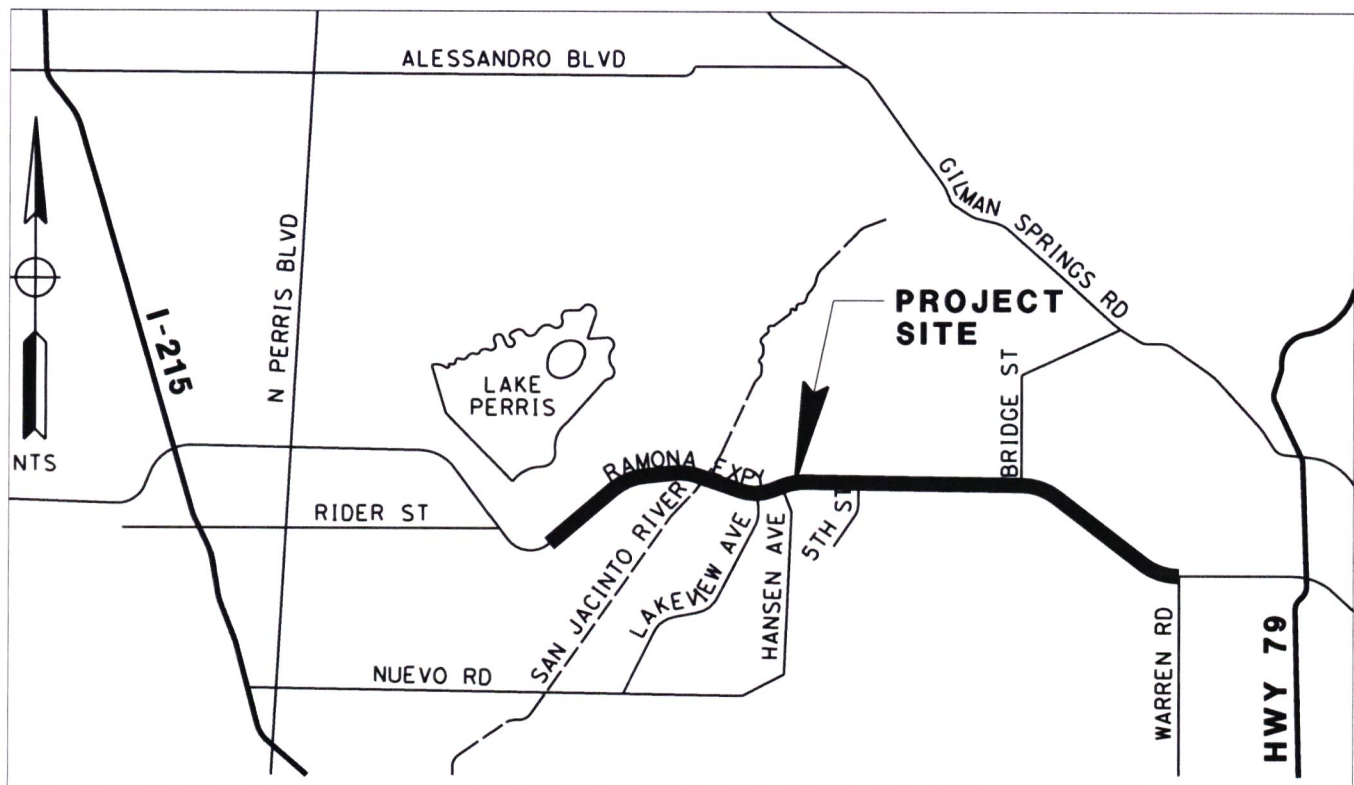 ALESSANDRO BLVD
GILMAN SPRINGS RD
N PERRIS BLVD
I-215
NTS
LAKE
PERRIS
PROJECT
SITE
BRIDGE ST
RAMONA EXPY
RIDER ST
SAN JACINTO RIVER
LAKEVIEW AVE
HANSEN AVE
5TH ST
NUEVO RD
WARREN RD
HWY 79